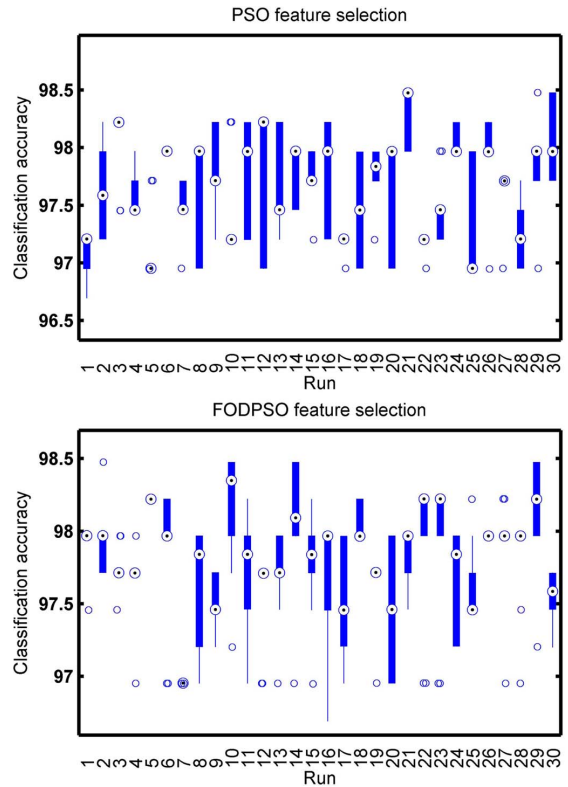 PSO feature selection
Classification accuracy
98.5
98
97.5
97
96.5
1 2 3 4 5 6 7 8 9 10 11 12 13 14 15 16 17 18 19 20 21 22 23 24 25 26 27 28 29 30
Run
FODPSO feature selection
Classification accuracy
98.5
98
97.5
97
1 2 3 4 5 6 7 8 9 10 11 12 13 14 15 16 17 18 19 20 21 22 23 24 25 26 27 28 29 30
Run